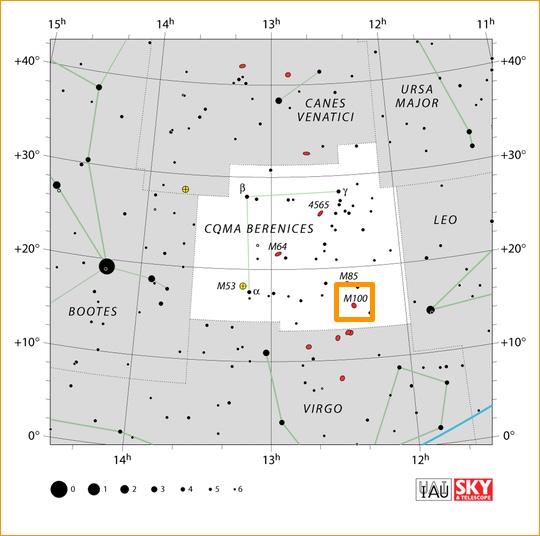 15h 14h 13h 12h 11h
+40° +40°
URSA
MAJOR
CANES
VENATICI
+30° +30°
β γ
4565
LEO
COMA BERENICES
M64
+20° +20°
M85
M53 α
M100
BOOTES
+10° +10°
VIRGO
0° 0°
14h 13h 12h
0 1 2 3 4 5 6
IAU SKY
& TELESCOPE